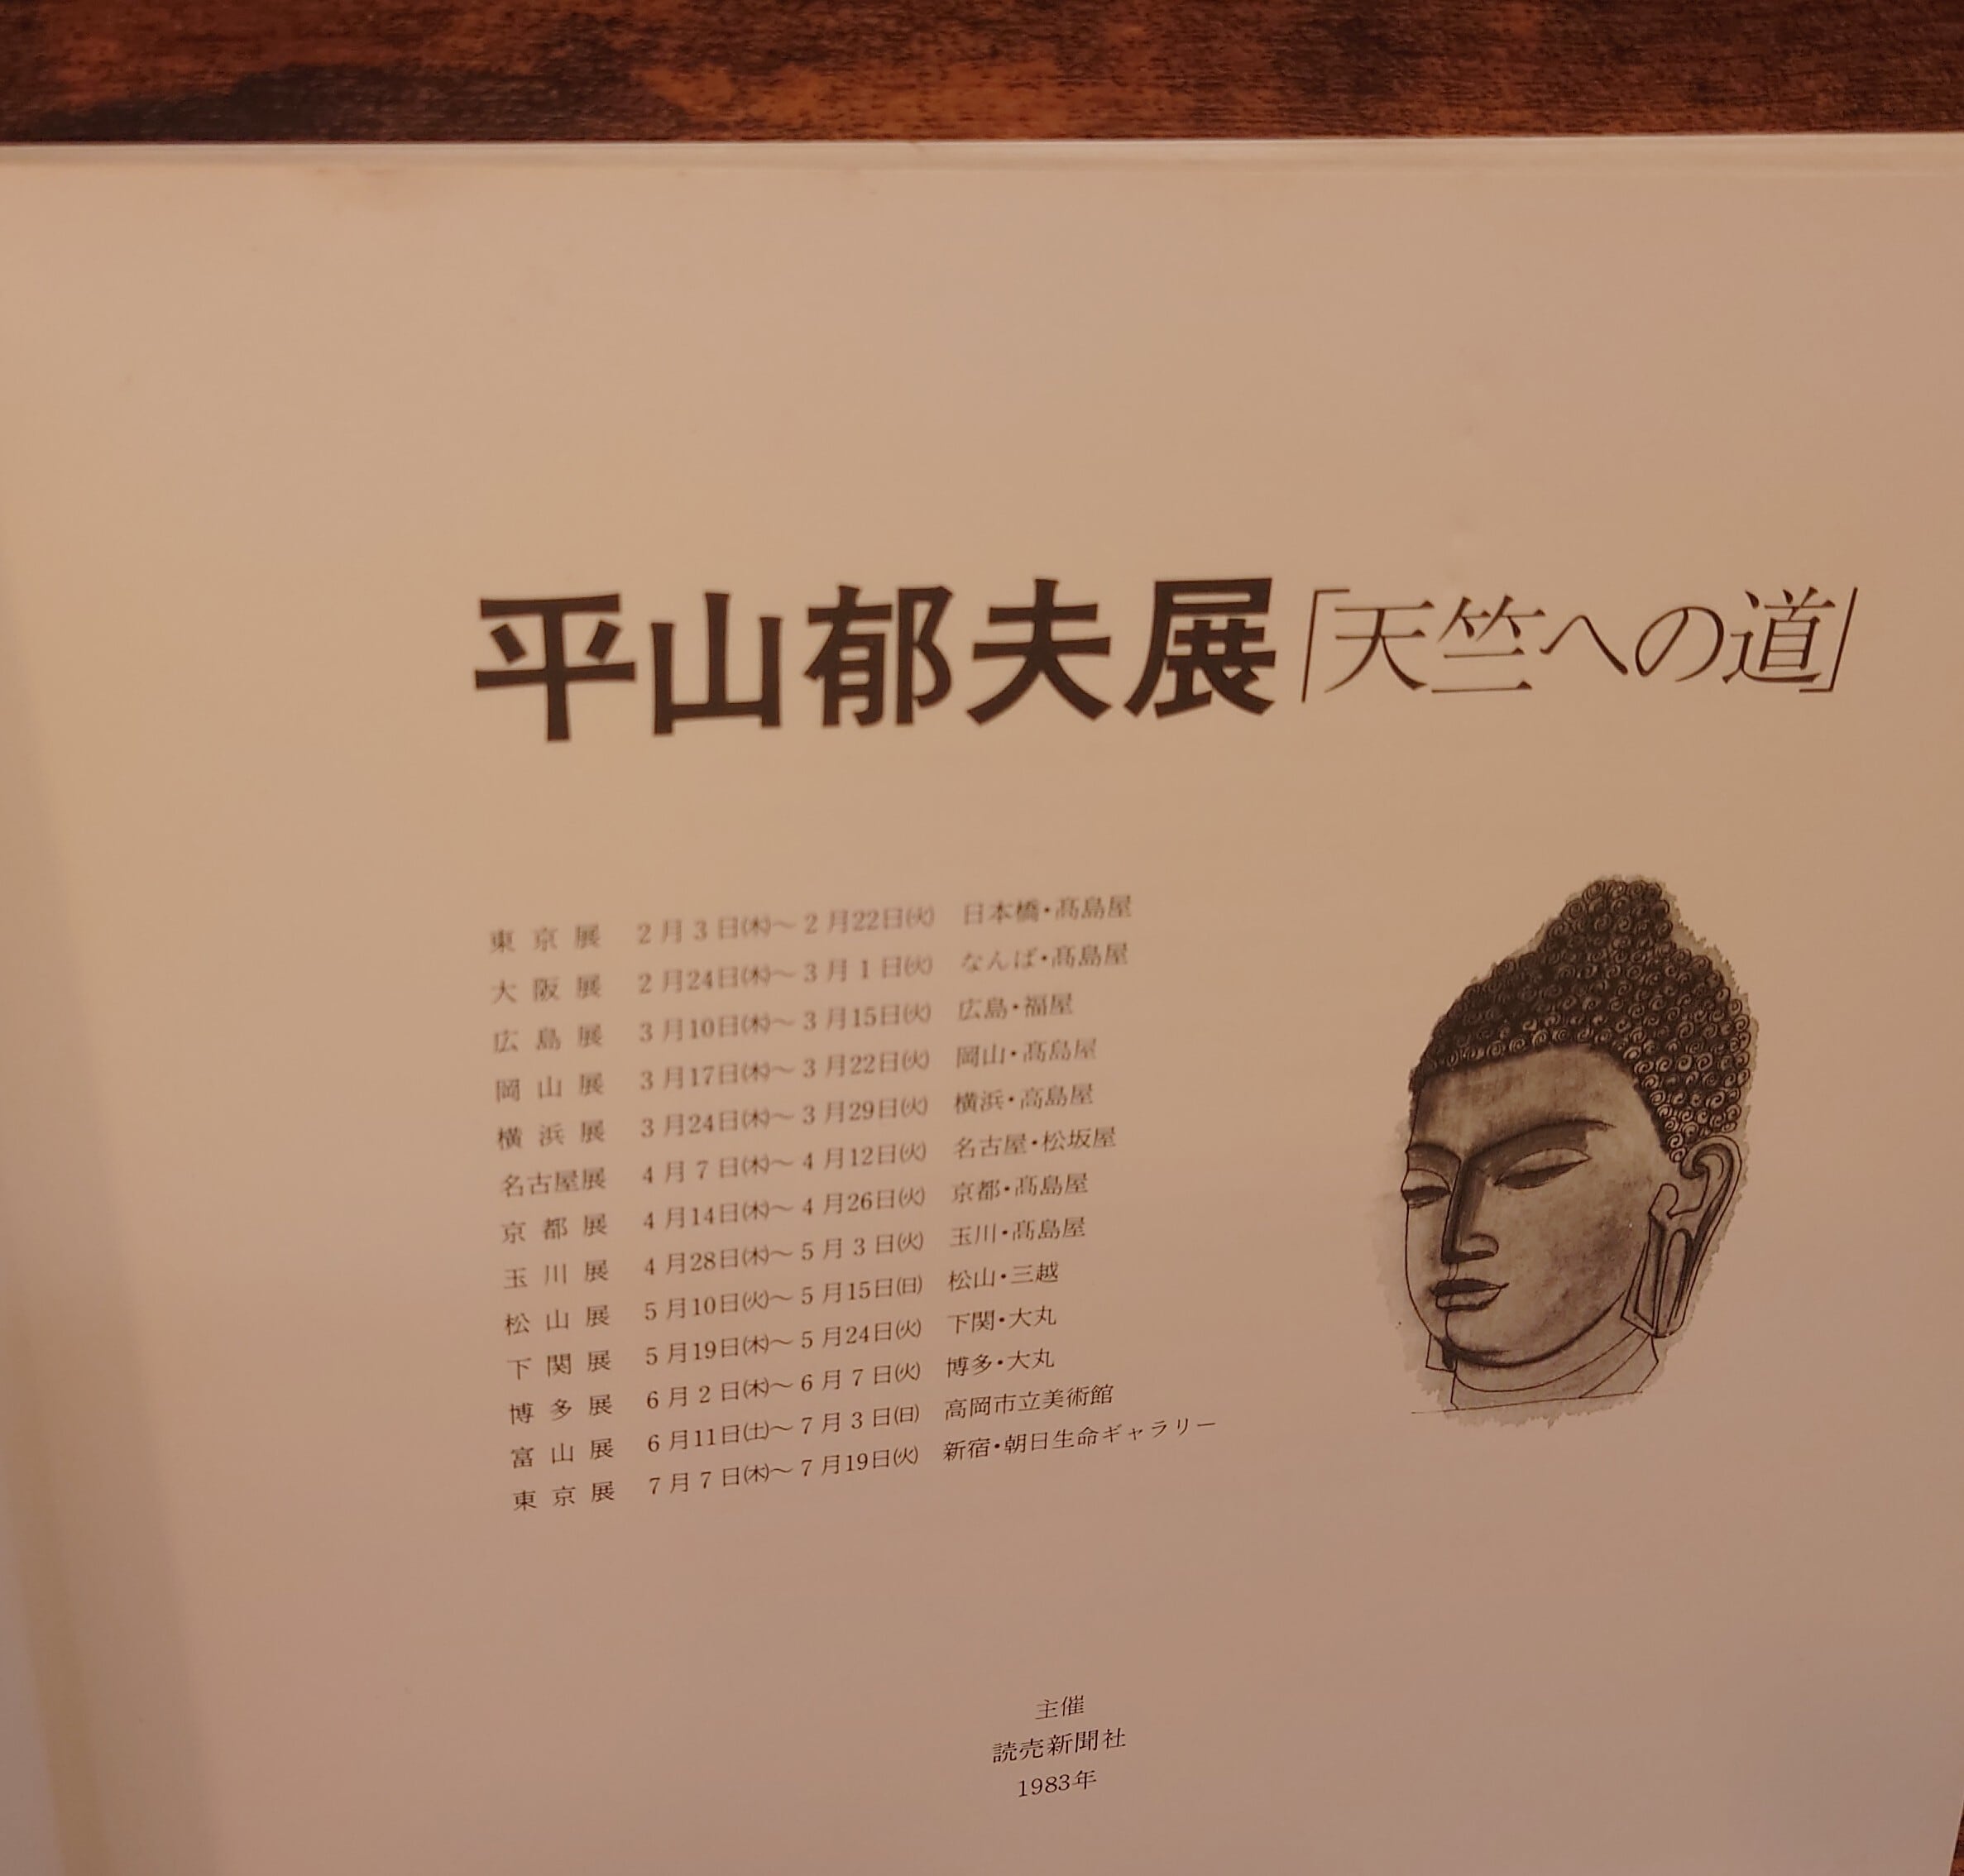 平山郁夫展「天竺への道」
東京展 2月3日㈭〜2月22日㈫ 日本橋・髙島屋
大阪展 2月24日㈭〜3月1日㈫ なんば・髙島屋
広島展 3月10日㈭〜3月15日㈫ 広島・福屋
岡山展 3月17日㈭〜3月22日㈫ 岡山・髙島屋
横浜展 3月24日㈭〜3月29日㈫ 横浜・高島屋
名古屋展 4月7日㈭〜4月12日㈫ 名古屋・松坂屋
京都展 4月14日㈭〜4月26日㈫ 京都・髙島屋
玉川展 4月28日㈭〜5月3日㈫ 玉川・髙島屋
松山展 5月10日㈫〜5月15日㈰ 松山・三越
下関展 5月19日㈭〜5月24日㈫ 下関・大丸
博多展 6月2日㈭〜6月7日㈫ 博多・大丸
富山展 6月11日㈯〜7月3日㈰ 高岡市立美術館
東京展 7月7日㈭〜7月19日㈫ 新宿・朝日生命ギャラリー
主催
読売新聞社
1983年